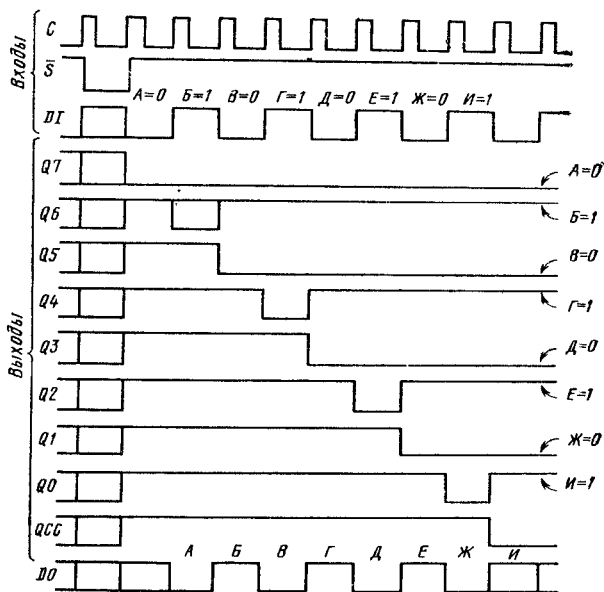 Входы
C
S
A=0 Б=1 В=0 Г=1 Д=0 Е=1 Ж=0 И=1
DI
Выходы
Q7
A=0
Q6
Б=1
Q5
В=0
Q4
Г=1
Q3
Д=0
Q2
Е=1
Q1
Ж=0
Q0
И=1
QCC
А Б В Г Д Е Ж И
D0